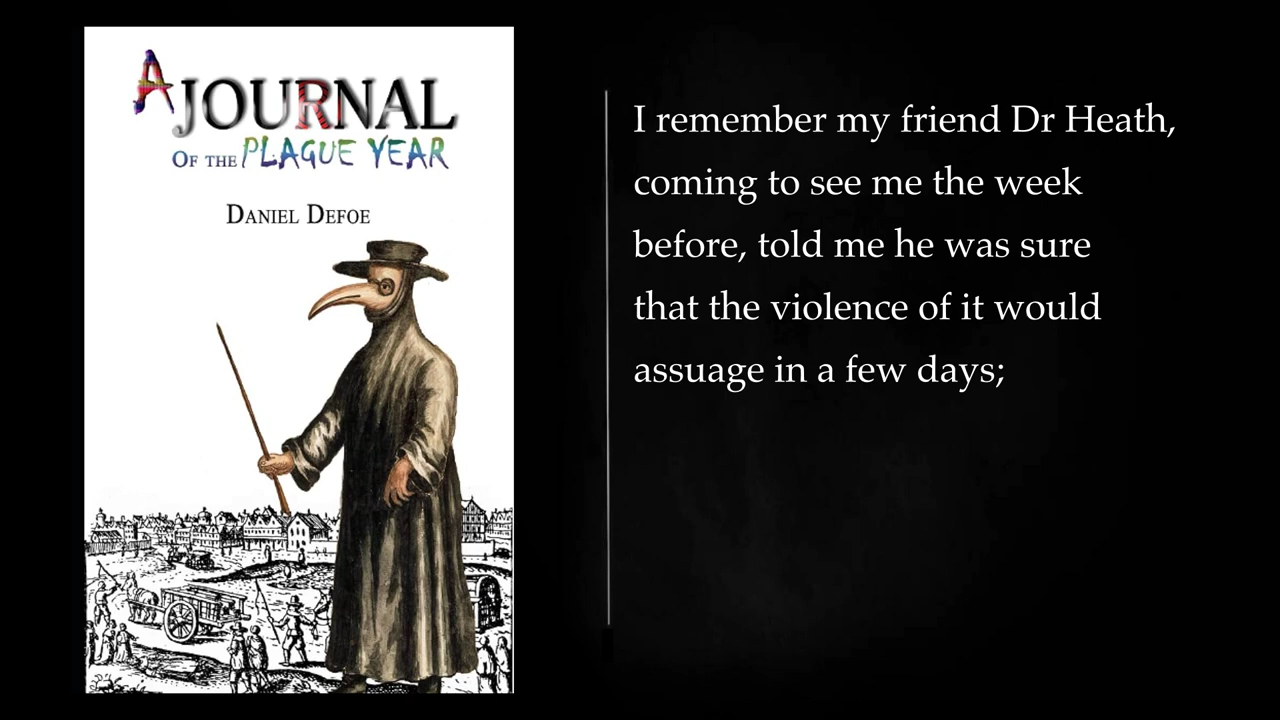 A JOURNAL
OF THE PLAGUE YEAR
DANIEL DEFOE
I remember my friend Dr Heath,
coming to see me the week
before, told me he was sure
that the violence of it would
assuage in a few days;